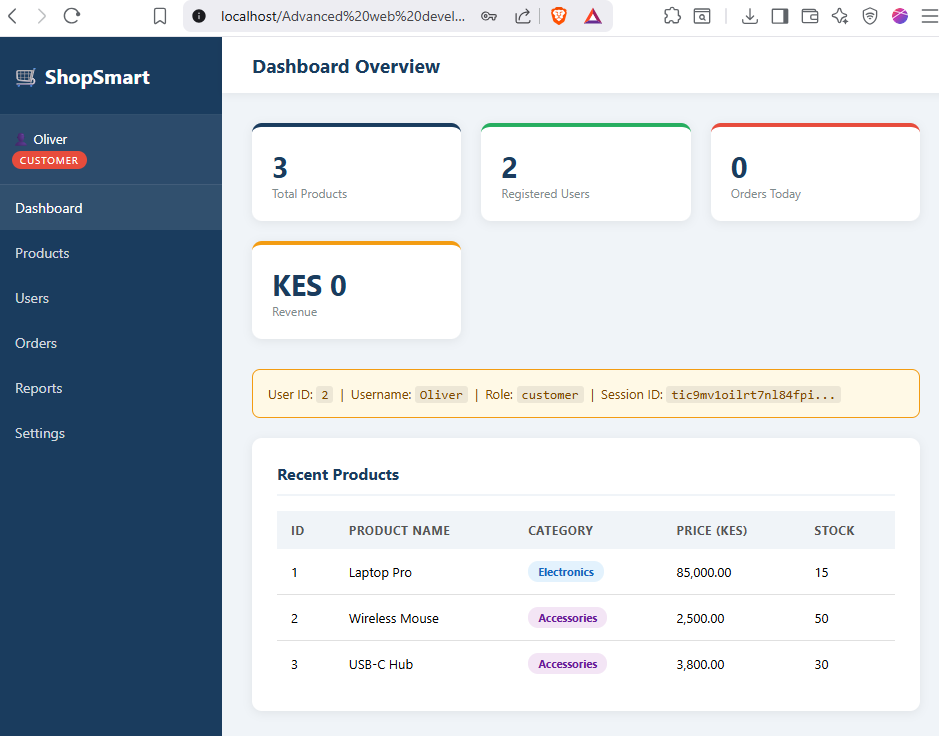 localhost/Advanced%20web%20devel...
ShopSmart
Oliver
CUSTOMER
Dashboard
Products
Users
Orders
Reports
Settings
Dashboard Overview
3
Total Products
2
Registered Users
0
Orders Today
KES 0
Revenue
User ID: 2 | Username: Oliver | Role: customer | Session ID: tic9mv1oilrt7nl84fpi...
Recent Products
ID PRODUCT NAME CATEGORY PRICE (KES) STOCK
1 Laptop Pro Electronics 85,000.00 15
2 Wireless Mouse Accessories 2,500.00 50
3 USB-C Hub Accessories 3,800.00 30